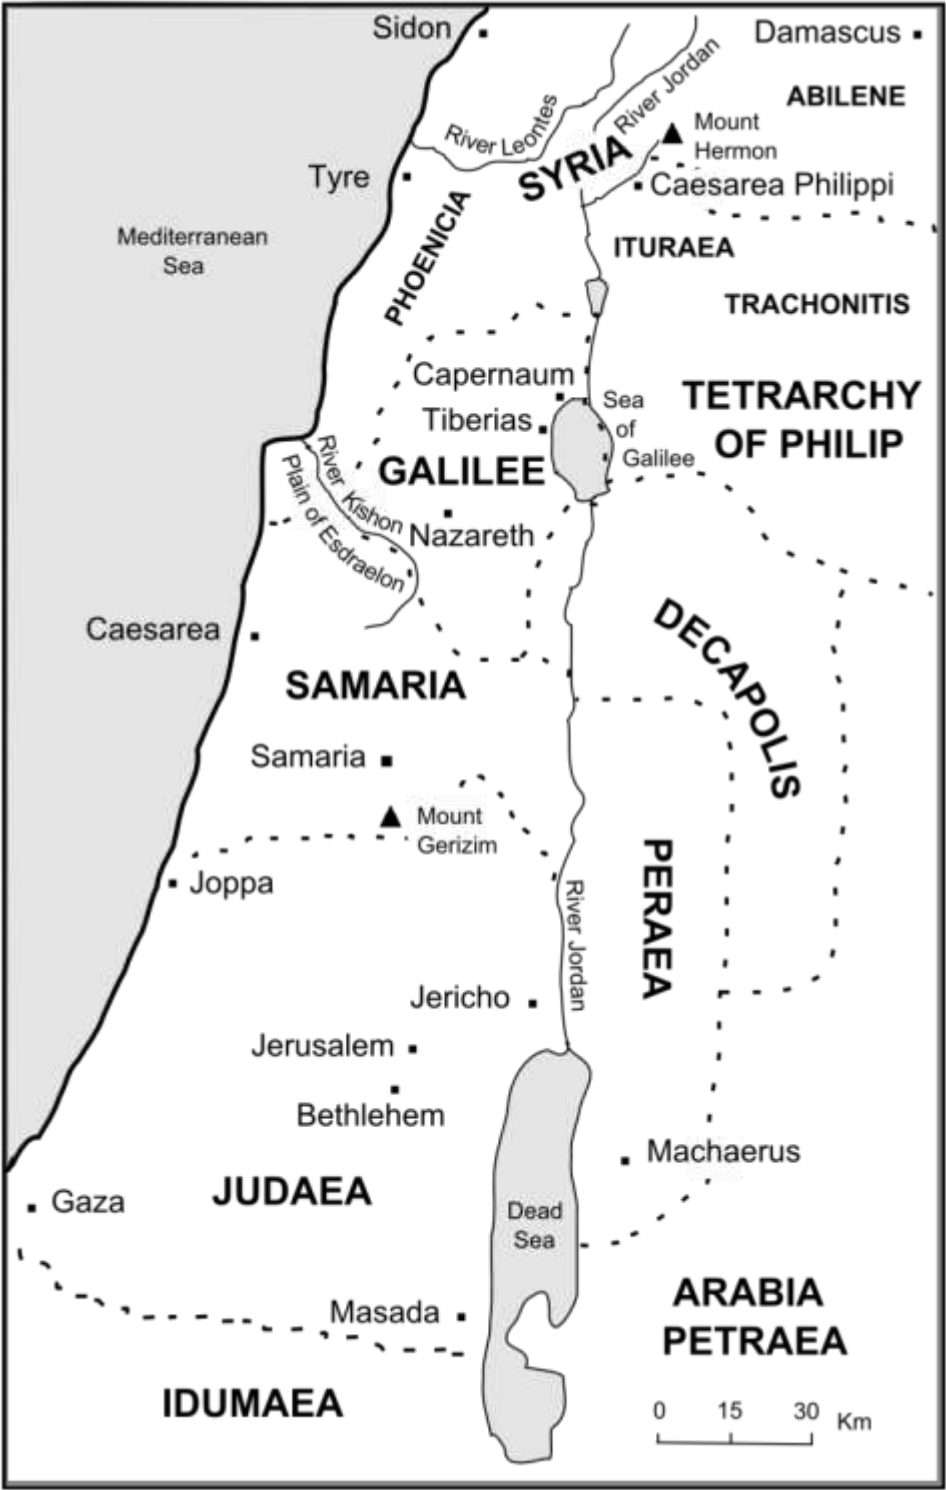 Sidon
Damascus
River Jordan
ABILENE
River Leontes
Mount
Hermon
SYRIA
Tyre
Caesarea Philippi
PHOENICIA
Mediterranean
Sea
ITURAEA
TRACHONITIS
Capernaum
TETRARCHY
OF PHILIP
Sea
of
Galilee
Tiberias
GALILEE
River Kishon
Plain of Esdraelon
Nazareth
Caesarea
DECAPOLIS
SAMARIA
Samaria
Mount
Gerizim
PERAEA
Joppa
River Jordan
Jericho
Jerusalem
Bethlehem
Machaerus
JUDAEA
Gaza
Dead
Sea
Masada
ARABIA
PETRAEA
IDUMAEA
0 15 30 Km